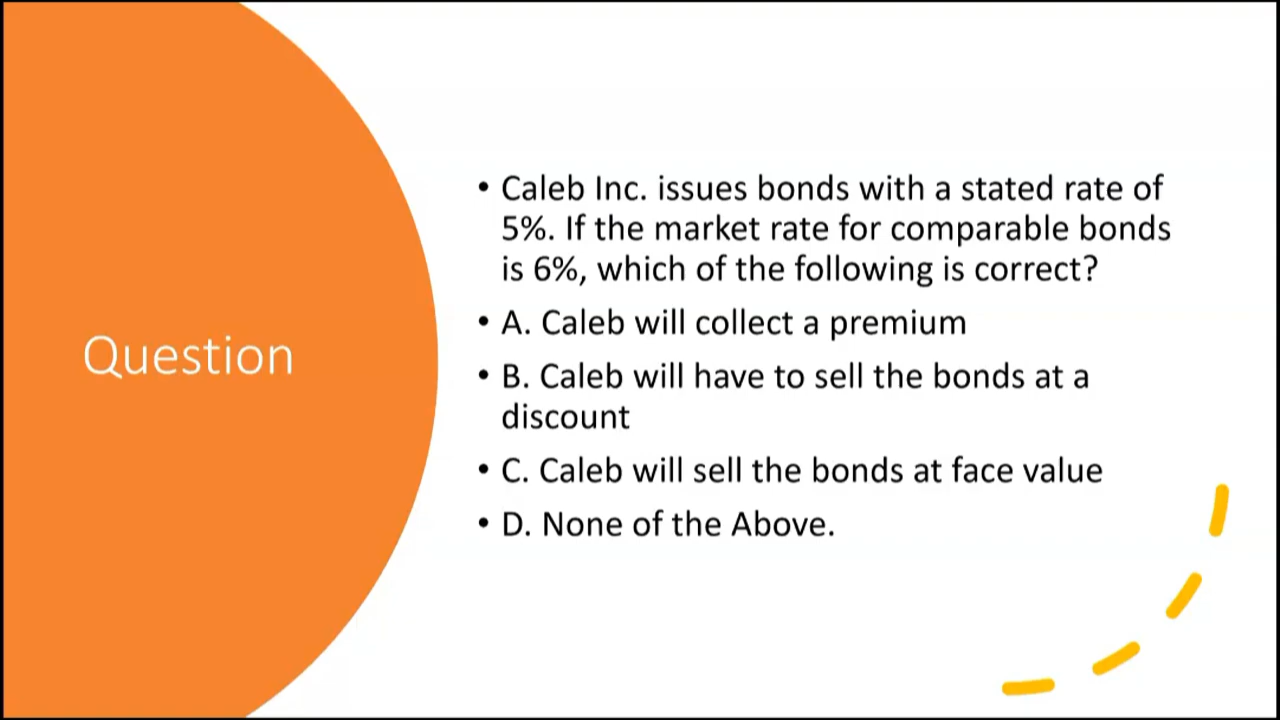 Question
• Caleb Inc. issues bonds with a stated rate of
5%. If the market rate for comparable bonds
is 6%, which of the following is correct?
• A. Caleb will collect a premium
• B. Caleb will have to sell the bonds at a
discount
• C. Caleb will sell the bonds at face value
• D. None of the Above.